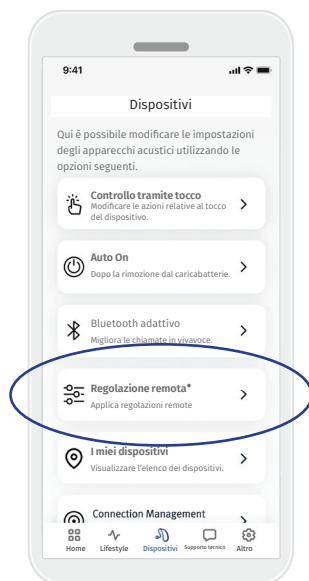 9:41
Dispositivi
Qui è possibile modificare le impostazioni
degli apparecchi acustici utilizzando le
opzioni seguenti.
Controllo tramite tocco
Modificare le azioni relative al tocco
del dispositivo.
Auto On
Dopo la rimozione dal caricabatterie.
Bluetooth adattivo
Migliora le chiamate in vivavoce.
Regolazione remota*
Applica regolazioni remote
I miei dispositivi
Visualizzare l'elenco dei dispositivi.
Connection Management
Home Lifestyle Dispositivi Supporto tecnico Altro